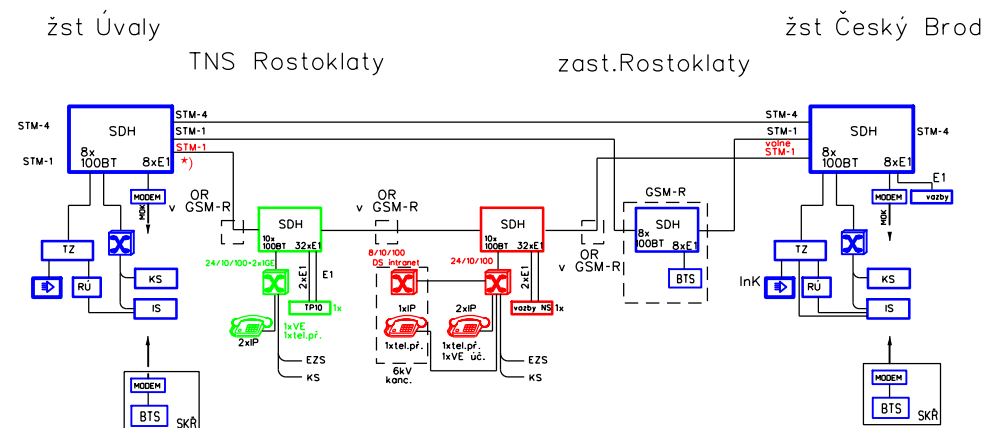 žst Úvaly
žst Český Brod
TNS Rostoklaty
zast.Rostoklaty
STM-4
STM-1
SDH
8x
100BT
8xE1
STM-4
STM-1
STM-1
*)
MODEM
MOK
TZ
RÚ
KS
IS
MODEM
BTS
SKŘ
OR
v GSM-R
SDH
10x
100BT
32xE1
24/10/100+2x1GE
2xE1
E1
TP10
1x
2xIP
1xVE
1xtel.př.
EZS
KS
OR
v GSM-R
8/10/100
DS intranet
1xIP
1xtel.př.
6kV
kanc.
SDH
10x
100BT
32xE1
24/10/100
2xE1
vazby NS
1x
2xIP
1xtel.př.
1xVE úč.
EZS
KS
OR
v GSM-R
GSM-R
SDH
8x
100BT
8xE1
BTS
STM-4
STM-1
volne
STM-1
SDH
8x
100BT
8xE1
STM-4
E1
vazby
MODEM
MOK
TZ
InK
RÚ
KS
IS
MODEM
BTS
SKŘ